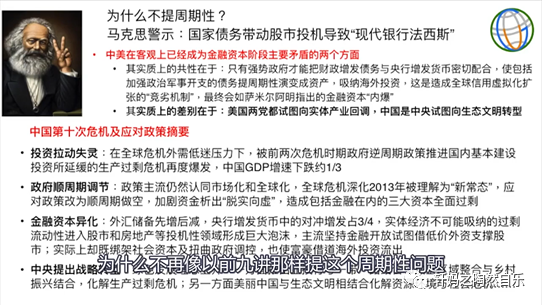 为什么不提周期性？
马克思警示：国家债务带动股市投机导致“现代银行法西斯”
• 中美在客观上已经成为金融资本阶段主要矛盾的两个方面
• 其实质上的共性在于：只有强势政府才能把财政增发债务与央行增发货币密切配合，使包括
加强政治军事开支的债务提周期性演变成资产，吸纳海外投资，这是造成全球信用虚拟化扩
张的“竞劣机制”，最终会如萨米尔阿明指出的金融资本“内爆”
• 其实质上的差别在于：美国两党都试图向实体产业回调，中国是中央试图向生态文明转型
中国第十次危机及应对政策摘要
• 投资拉动失灵：在全球危机外需低迷压力下，被前两次危机时期政府逆周期政策推进国内基本建设
投资所延缓的生产过剩危机再度爆发，中国GDP增速下跌约1/3
• 政府顺周期调节：政策主流仍然认同市场化和全球化，全球危机深化2013年被理解为“新常态”，应
对政策改为顺周期做空，加剧资金析出“脱实向虚”，造成包括金融在内的三大资本全面过剩
• 金融资本异化：外汇储备先增后减，央行增发货币中的对冲增发占3/4，实体经济不可能吸纳的过剩
流动性进入股市和房地产等投机性领域形成巨大泡沫，主流坚持金融开放试图借低价外资支撑股
市；实际上却既绑架社会资本及扭曲政府调控，也使富豪借道海外投资流出
• 中央提出战略
域整合与乡村
振兴结合，化解生产过剩危机；另一方面美丽中国与生态文明相结合化解资源环境
为什么不再像以前九讲那样提这个周期性问题